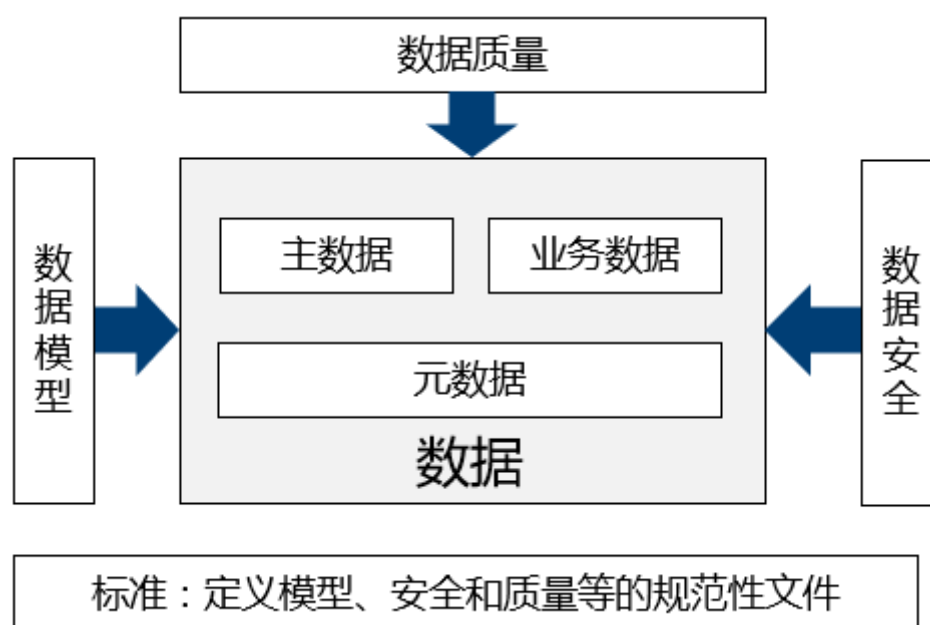 数据质量
数据模型
主数据
业务数据
元数据
数据
数据安全
标准：定义模型、安全和质量等的规范性文件